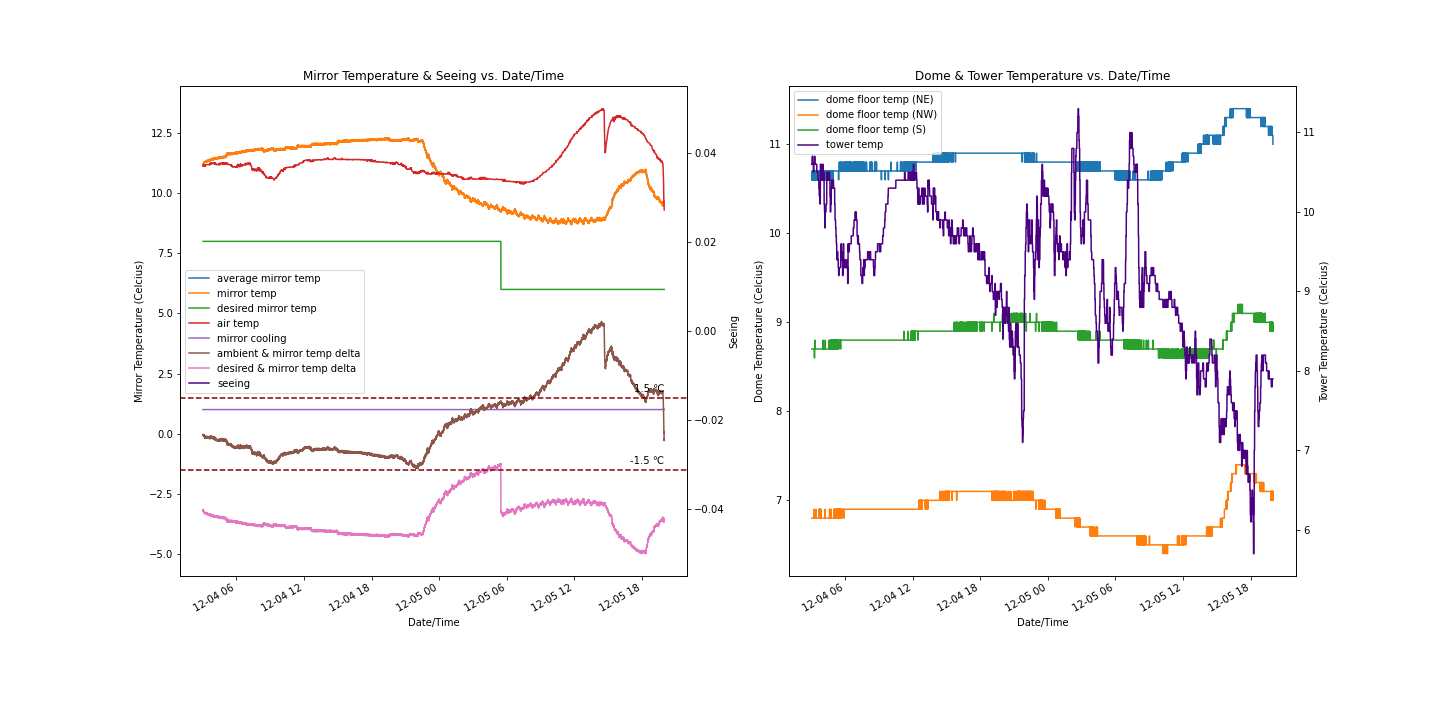 Mirror Temperature & Seeing vs. Date/Time
Mirror Temperature (Celcius)
12.5
10.0
7.5
5.0
2.5
0.0
−2.5
−5.0
average mirror temp
mirror temp
desired mirror temp
air temp
mirror cooling
ambient & mirror temp delta
desired & mirror temp delta
seeing
1.5 °C
-1.5 °C
0.04
0.02
0.00
−0.02
−0.04
Seeing
12-04 06
12-04 12
12-04 18
12-05 00
12-05 06
12-05 12
12-05 18
Date/Time
Dome & Tower Temperature vs. Date/Time
Dome Temperature (Celcius)
11
10
9
8
7
dome floor temp (NE)
dome floor temp (NW)
dome floor temp (S)
tower temp
11
10
9
8
7
6
Tower Temperature (Celcius)
12-04 06
12-04 12
12-04 18
12-05 00
12-05 06
12-05 12
12-05 18
Date/Time